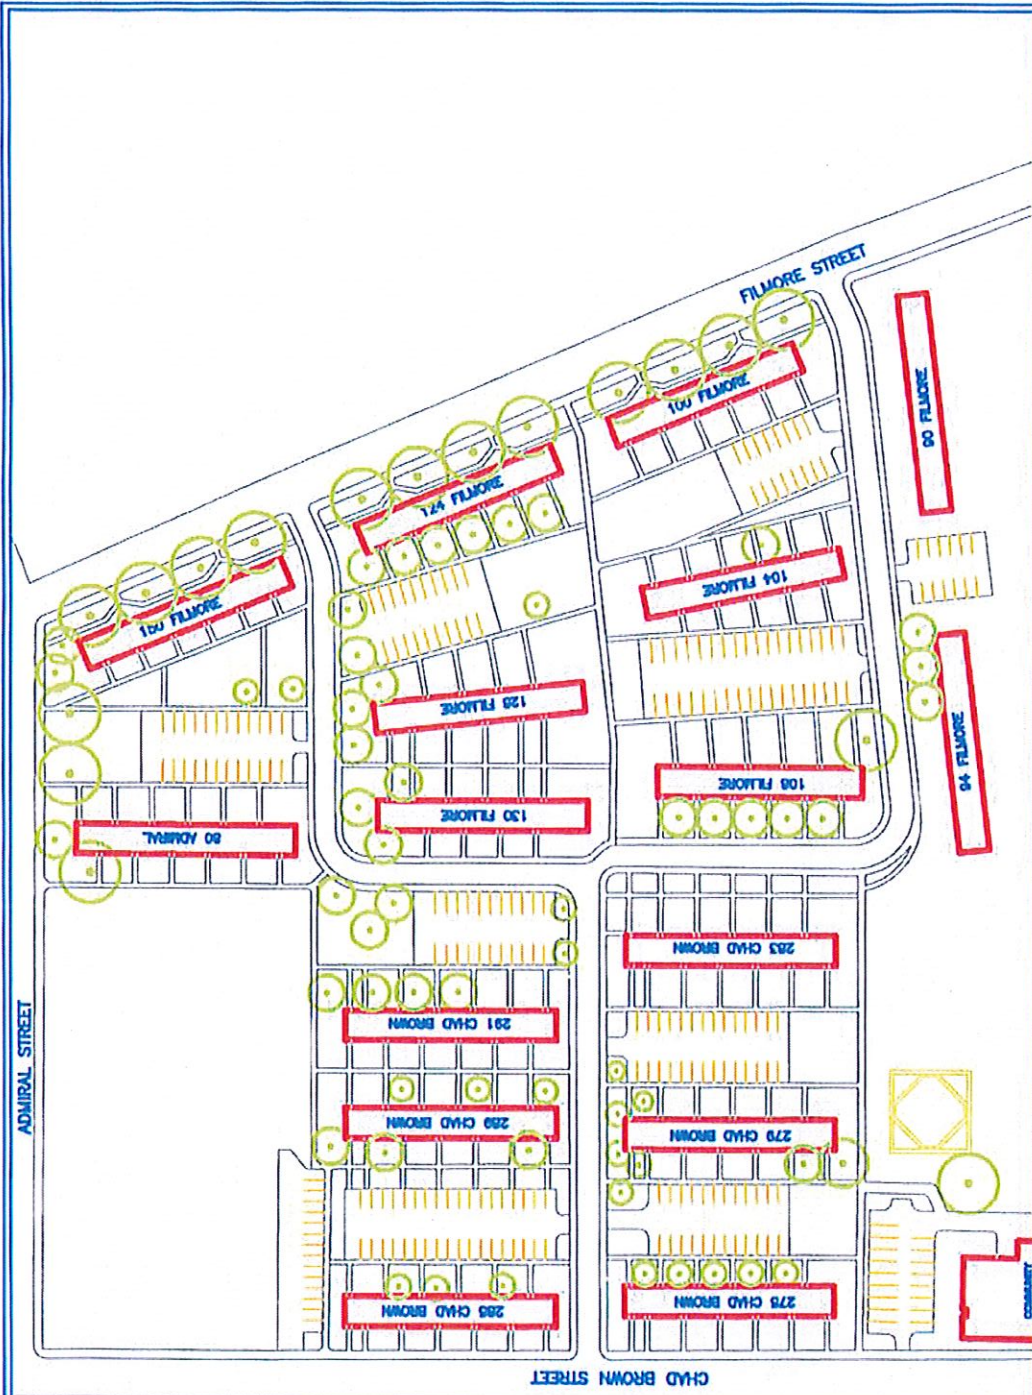 FILMORE STREET
90 FILMORE
100 FILMORE
124 FILMORE
150 FILMORE
104 FILMORE
128 FILMORE
108 FILMORE
94 FILMORE
130 FILMORE
80 ADMIRAL
283 CHAD BROWN
291 CHAD BROWN
ADMIRAL STREET
289 CHAD BROWN
279 CHAD BROWN
275 CHAD BROWN
CHAD BROWN
CHAD BROWN STREET